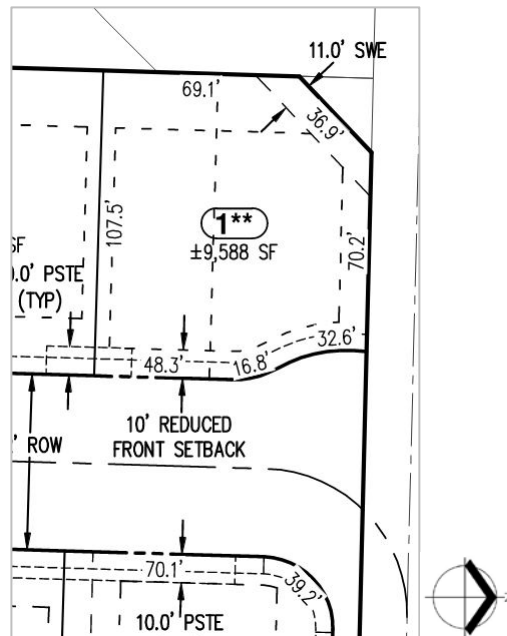 11.0' SWE
69.1'
36.9'
107.5'
1**
±9,588 SF
SF
.0' PSTE
(TYP)
70.2'
32.6'
48.3'
16.8'
' ROW
10' REDUCED
FRONT SETBACK
70.1'
39.2'
10.0' PSTE